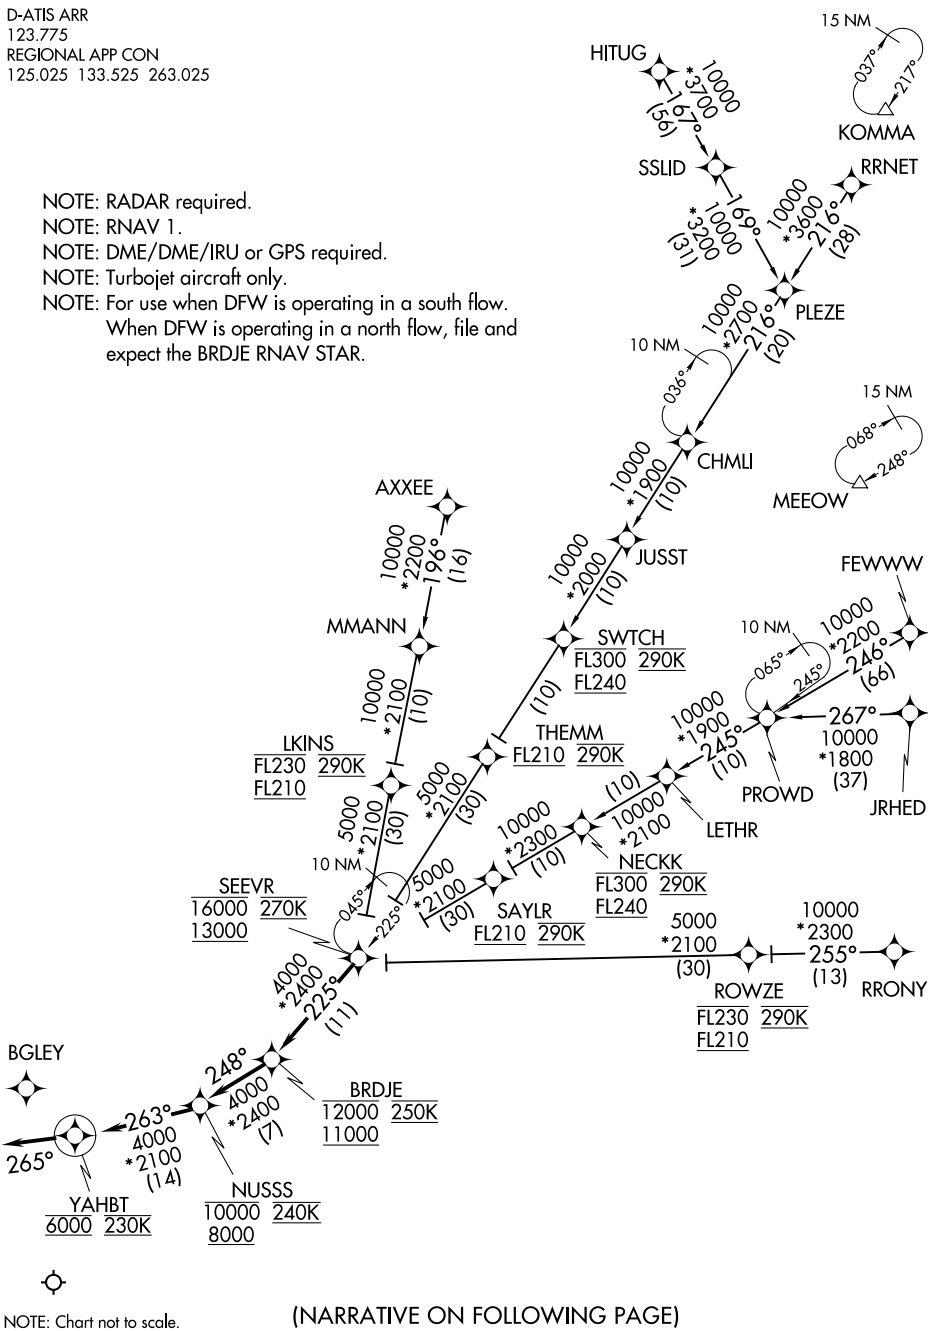 D-ATIS ARR
123.775
REGIONAL APP CON
125.025 133.525 263.025
15 NM
037°
217°
KOMMA
HITUG
10000
*3700
167°
(56)
SSLID
RRNET
169°
10000
*3200
(31)
10000
*3600
216°
(28)
NOTE: RADAR required.
NOTE: RNAV 1.
NOTE: DME/DME/IRU or GPS required.
NOTE: Turbojet aircraft only.
NOTE: For use when DFW is operating in a south flow.
When DFW is operating in a north flow, file and
expect the BRDJE RNAV STAR.
PLEZE
10000
*2700
216°
(20)
10 NM
036°
15 NM
068°
248°
MEEOW
CHMLI
10000
*1900
(10)
AXXEE
10000
*2200
196°
(16)
JUSST
10000
*2000
(10)
FEWWW
MMANN
SWTCH
FL300 290K
FL240
10 NM
065°
245°
10000
*2200
246°
(66)
10000
*2100
(10)
(10)
10000
*1900
245°
(10)
267°
10000
*1800
(37)
LKINS
FL230 290K
FL210
THEMM
FL210 290K
PROWD
JRHED
5000
*2100
(30)
5000
*2100
(30)
10000
*2300
(10)
(10)
10000
*2100
LETHR
10 NM
045°
225°
SEEVR
16000 270K
13000
5000
*2100
(30)
NECKK
FL300 290K
FL240
SAYLR
FL210 290K
5000
*2100
(30)
10000
*2300
255°
(13)
ROWZE
FL230 290K
FL210
RRONY
4000
*2400
225°
(11)
BGLEY
248°
4000
*2400
(7)
BRDJE
12000 250K
11000
263°
4000
*2100
(14)
265°
YAHBT
6000 230K
NUSSS
10000 240K
8000
NOTE: Chart not to scale.
(NARRATIVE ON FOLLOWING PAGE)